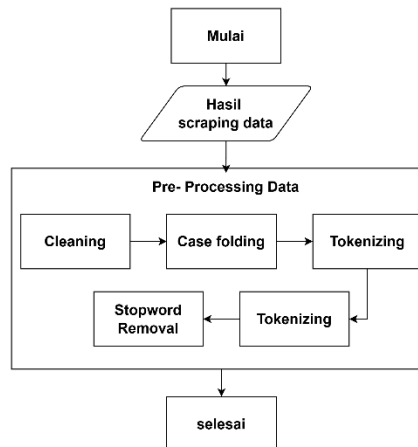 Mulai
Hasil
scraping data
Pre- Processing Data
Cleaning
Case folding
Tokenizing
Tokenizing
Stopword
Removal
selesai